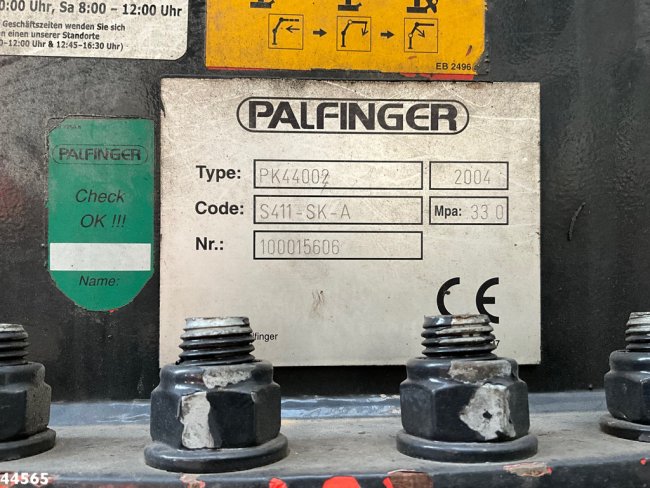 0:00 Uhr, Sa 8:00 – 12:00 Uhr
Geschäftszeiten wenden Sie sich
einen unserer Standorte
0-12:00 Uhr & 12:45-16:30 Uhr)
EB 2496
PALFINGER
Type: PK44002 2004
Code: S411-SK-A Mpa: 33 0
Nr.: 100015606
CE
PALFINGER
Check
OK !!!
Name:
44565